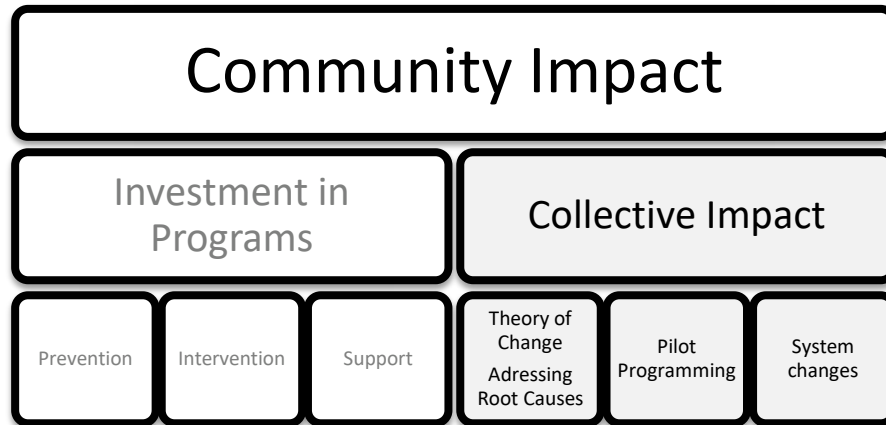 Community Impact
Investment in
Programs
Collective Impact
Prevention
Intervention
Support
Theory of
Change
Adressing
Root Causes
Pilot
Programming
System
changes